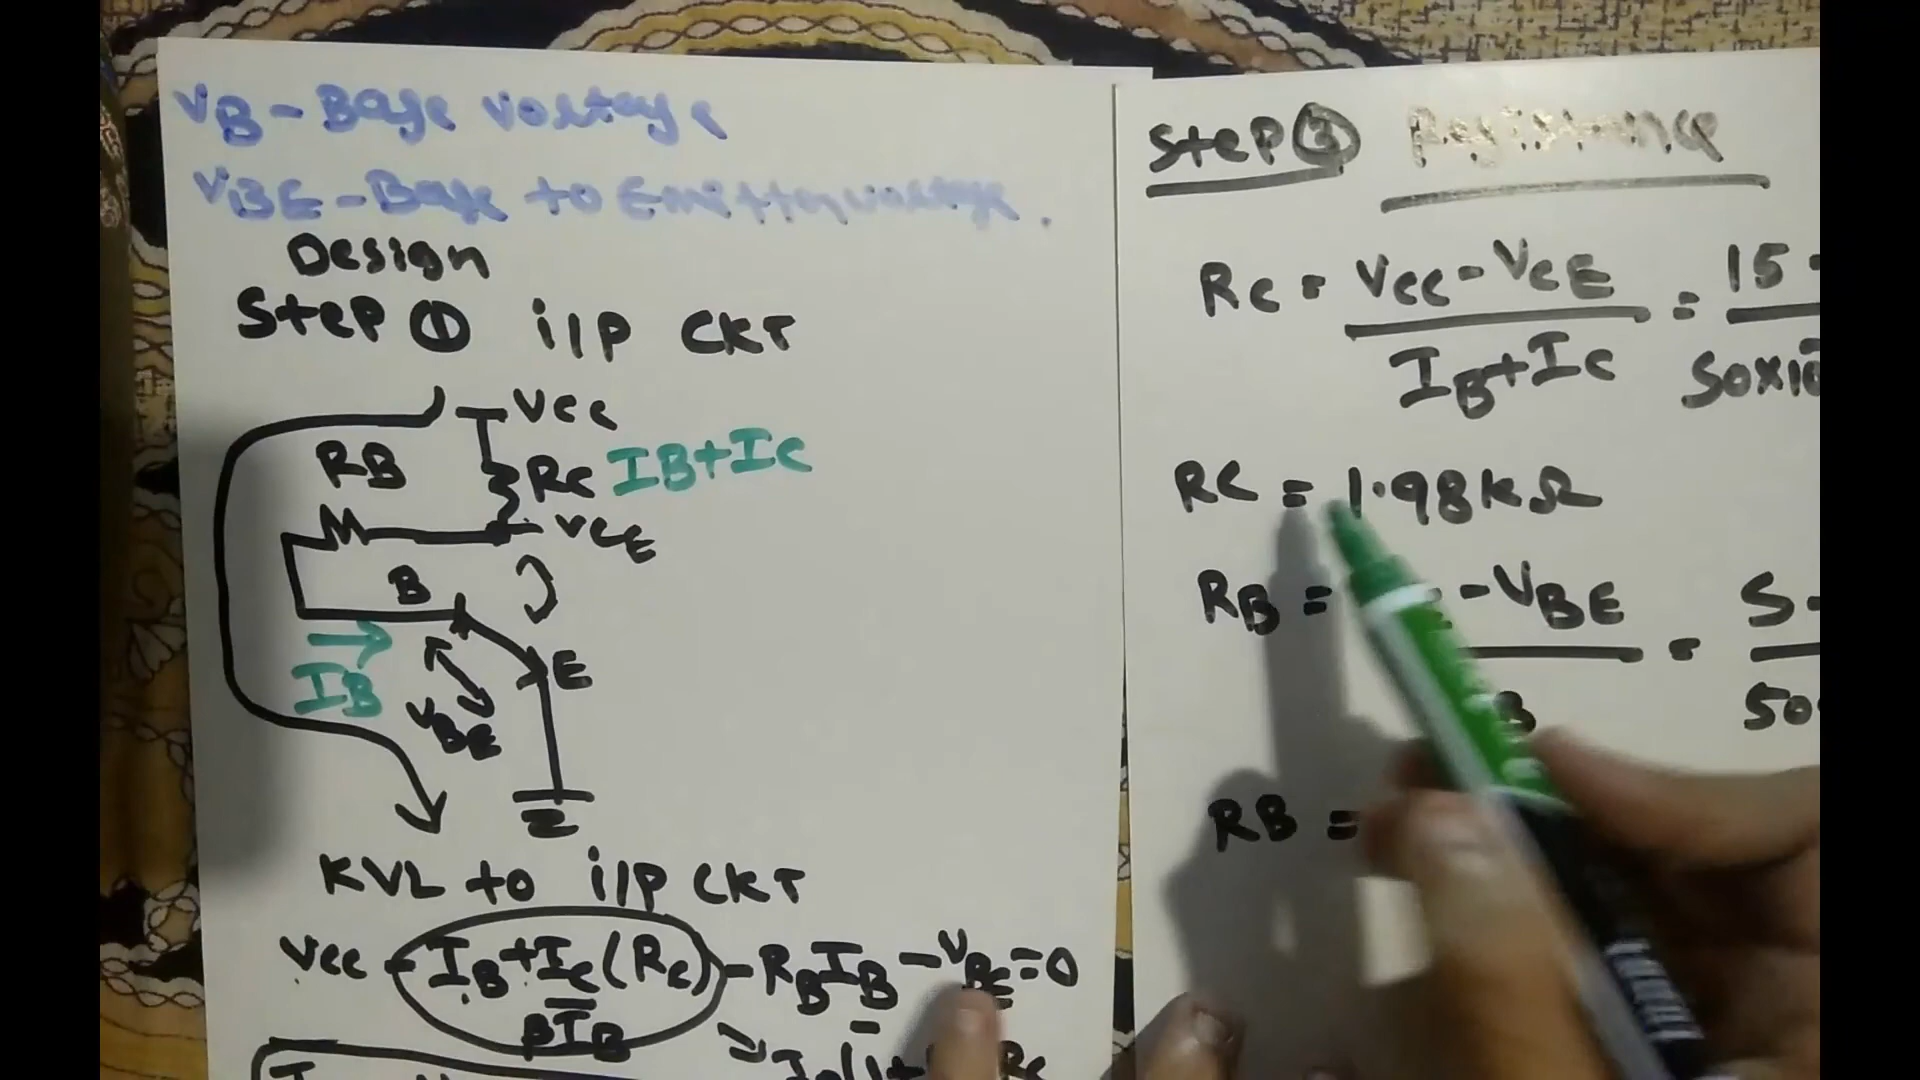 VB - Base voltage
VBE - Base to Emitter voltage.
Design
Step ① i/p CKT
VCC
RB
RC IB+IC
VCE
B
IB
VBE
E
KVL to i/p CKT
VCC - IB+IC(RC) - RBIB - VBE=0
βIB
Step ③ Resistance
RC = VCC - VCE / IB+IC = 15 - / 50x10
RC = 1.98kΩ
RB = - VBE / B = 5 - / 50
RB =